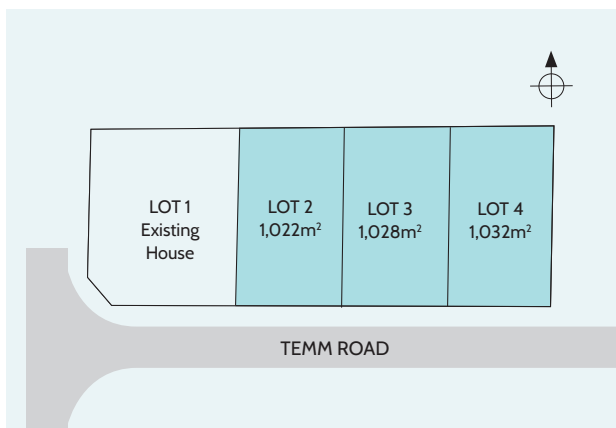 LOT 1
Existing
House
LOT 2
1,022m²
LOT 3
1,028m²
LOT 4
1,032m²
TEMM ROAD